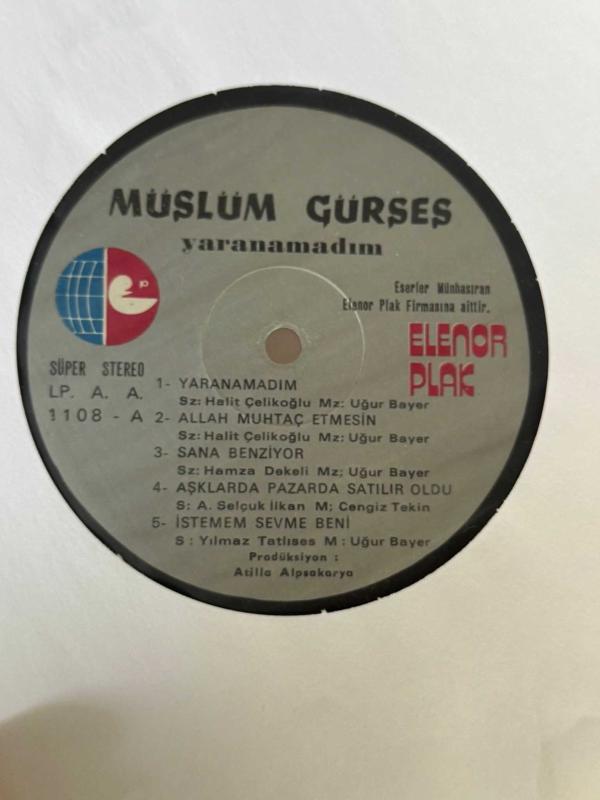 MÜŞLÜM GÜRSES
yaranamadım
Eserler Münhasıran
Elenor Plak Firmasına aittir.
ELENOR
PLAK
SÜPER STEREO
LP. A. A.
1108 - A
1- YARANAMADIM
Sz: Halit Çelikoğlu Mz: Uğur Bayer
2- ALLAH MUHTAÇ ETMESİN
Sz: Halit Çelikoğlu Mz: Uğur Bayer
3- SANA BENZİYOR
Sz: Hamza Dekeli Mz; Uğur Bayer
4- AŞKLARDA PAZARDA SATILIR OLDU
S: A. Selçuk İlkan M; Cengiz Tekin
5- İSTEMEM SEVME BENİ
S : Yılmaz Tatlıses M : Uğur Bayer
Prodüksiyon :
Atilla Alpsakarya